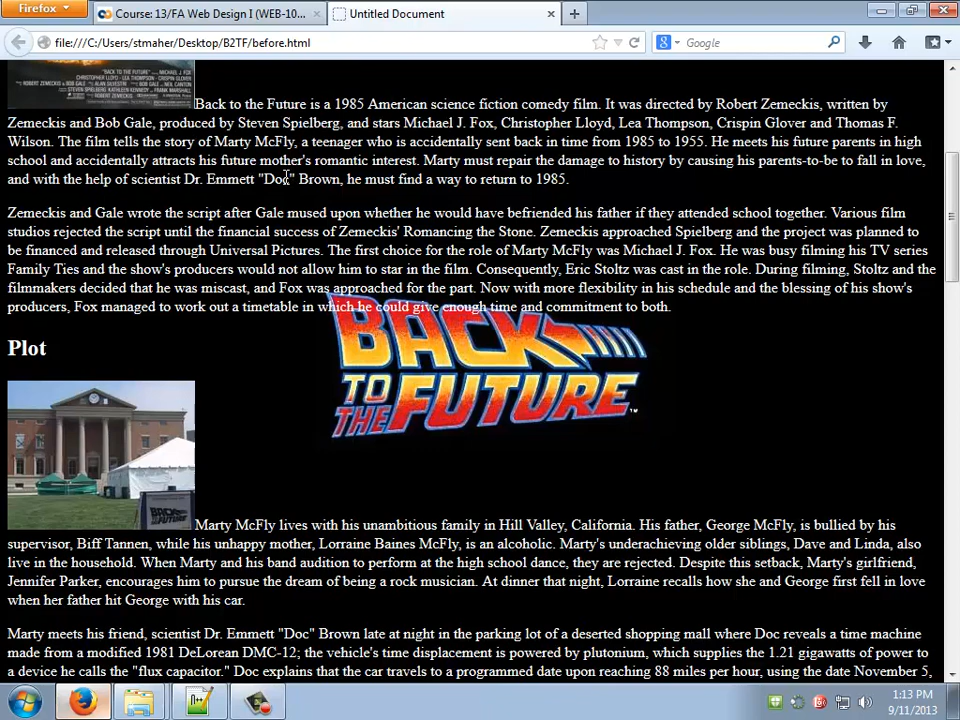 Firefox
Course: 13/FA Web Design I (WEB-10...
Untitled Document
file:///C:/Users/stmaher/Desktop/B2TF/before.html
Google
BACK TO THE FUTURE
MICHAEL J. FOX
CHRISTOPHER LLOYD
Back to the Future is a 1985 American science fiction comedy film. It was directed by Robert Zemeckis, written by
Zemeckis and Bob Gale, produced by Steven Spielberg, and stars Michael J. Fox, Christopher Lloyd, Lea Thompson, Crispin Glover and Thomas F.
Wilson. The film tells the story of Marty McFly, a teenager who is accidentally sent back in time from 1985 to 1955. He meets his future parents in high
school and accidentally attracts his future mother's romantic interest. Marty must repair the damage to history by causing his parents-to-be to fall in love,
and with the help of scientist Dr. Emmett "Doc" Brown, he must find a way to return to 1985.
Zemeckis and Gale wrote the script after Gale mused upon whether he would have befriended his father if they attended school together. Various film
studios rejected the script until the financial success of Zemeckis' Romancing the Stone. Zemeckis approached Spielberg and the project was planned to
be financed and released through Universal Pictures. The first choice for the role of Marty McFly was Michael J. Fox. He was busy filming his TV series
Family Ties and the show's producers would not allow him to star in the film. Consequently, Eric Stoltz was cast in the role. During filming, Stoltz and the
filmmakers decided that he was miscast, and Fox was approached for the part. Now with more flexibility in his schedule and the blessing of his show's
producers, Fox managed to work out a timetable in which he could give enough time and commitment to both.
BACK
TO
THE FUTURE™
Plot
BACK
FUTURE
Marty McFly lives with his unambitious family in Hill Valley, California. His father, George McFly, is bullied by his
supervisor, Biff Tannen, while his unhappy mother, Lorraine Baines McFly, is an alcoholic. Marty's underachieving older siblings, Dave and Linda, also
live in the household. When Marty and his band audition to perform at the high school dance, they are rejected. Despite this setback, Marty's girlfriend,
Jennifer Parker, encourages him to pursue the dream of being a rock musician. At dinner that night, Lorraine recalls how she and George first fell in love
when her father hit George with his car.
Marty meets his friend, scientist Dr. Emmett "Doc" Brown late at night in the parking lot of a deserted shopping mall where Doc reveals a time machine
made from a modified 1981 DeLorean DMC-12; the vehicle's time displacement is powered by plutonium, which supplies the 1.21 gigawatts of power to
a device he calls the "flux capacitor." Doc explains that the car travels to a programmed date upon reaching 88 miles per hour, using the date November 5,
1:13 PM
9/11/2013